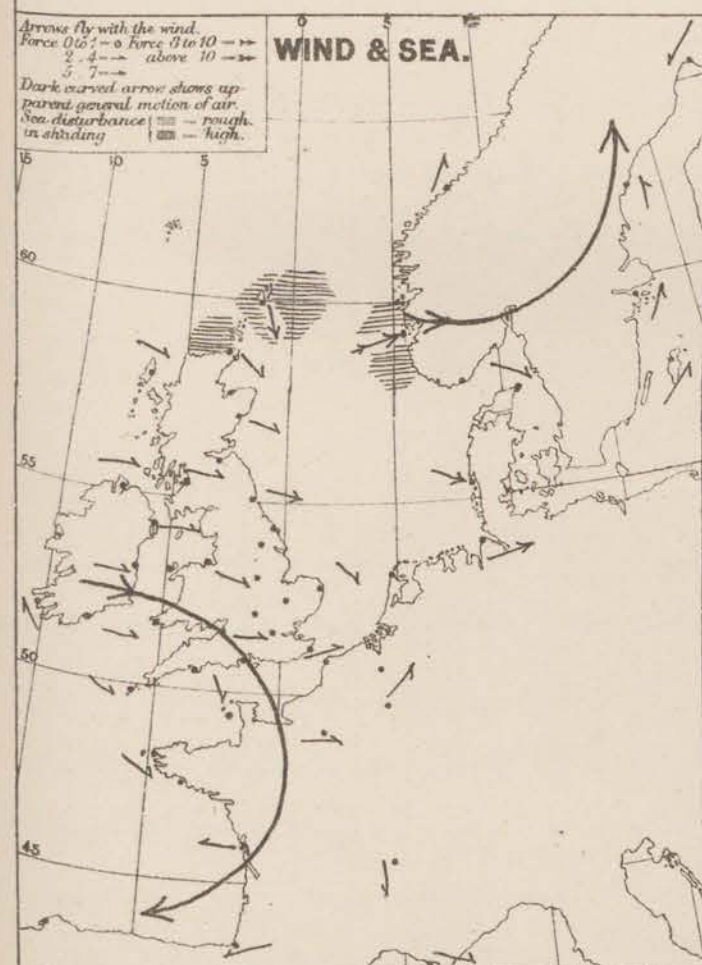 WIND & SEA.
Arrows fly with the wind.
Force 0 to 1 — o Force 8 to 10 —
2 . 4 — above 10 —
5 . 7 —
Dark curved arrow shows ap
parent general motion of air.
Sea disturbance — rough.
in shading — high.
0
15
10
5
60
55
50
45